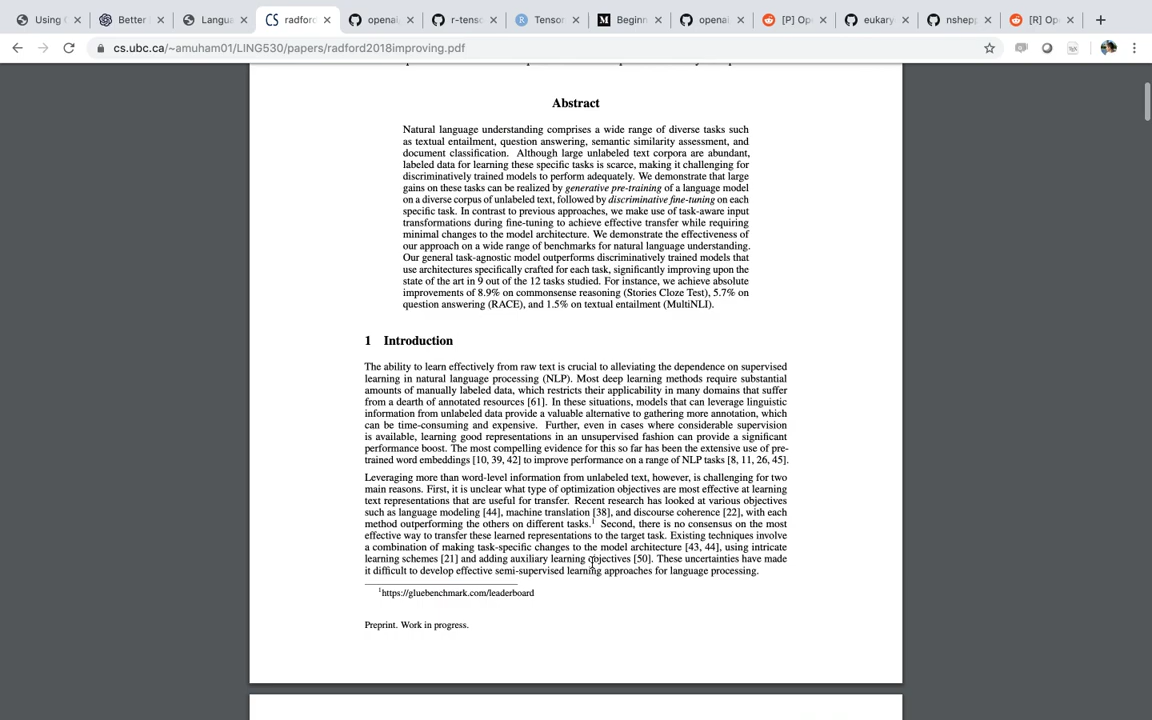 Using
Better
Langua
radford
openai
r-tens
Tensor
Beginn
openai
[P] Op
eukary
nshepp
[R] Op
cs.ubc.ca/~amuham01/LING530/papers/radford2018improving.pdf
Abstract
Natural language understanding comprises a wide range of diverse tasks such
as textual entailment, question answering, semantic similarity assessment, and
document classification. Although large unlabeled text corpora are abundant,
labeled data for learning these specific tasks is scarce, making it challenging for
discriminatively trained models to perform adequately. We demonstrate that large
gains on these tasks can be realized by generative pre-training of a language model
on a diverse corpus of unlabeled text, followed by discriminative fine-tuning on each
specific task. In contrast to previous approaches, we make use of task-aware input
transformations during fine-tuning to achieve effective transfer while requiring
minimal changes to the model architecture. We demonstrate the effectiveness of
our approach on a wide range of benchmarks for natural language understanding.
Our general task-agnostic model outperforms discriminatively trained models that
use architectures specifically crafted for each task, significantly improving upon the
state of the art in 9 out of the 12 tasks studied. For instance, we achieve absolute
improvements of 8.9% on commonsense reasoning (Stories Cloze Test), 5.7% on
question answering (RACE), and 1.5% on textual entailment (MultiNLI).
1 Introduction
The ability to learn effectively from raw text is crucial to alleviating the dependence on supervised
learning in natural language processing (NLP). Most deep learning methods require substantial
amounts of manually labeled data, which restricts their applicability in many domains that suffer
from a dearth of annotated resources [61]. In these situations, models that can leverage linguistic
information from unlabeled data provide a valuable alternative to gathering more annotation, which
can be time-consuming and expensive. Further, even in cases where considerable supervision
is available, learning good representations in an unsupervised fashion can provide a significant
performance boost. The most compelling evidence for this so far has been the extensive use of pre-
trained word embeddings [10, 39, 42] to improve performance on a range of NLP tasks [8, 11, 26, 45].
Leveraging more than word-level information from unlabeled text, however, is challenging for two
main reasons. First, it is unclear what type of optimization objectives are most effective at learning
text representations that are useful for transfer. Recent research has looked at various objectives
such as language modeling [44], machine translation [38], and discourse coherence [22], with each
method outperforming the others on different tasks.1 Second, there is no consensus on the most
effective way to transfer these learned representations to the target task. Existing techniques involve
a combination of making task-specific changes to the model architecture [43, 44], using intricate
learning schemes [21] and adding auxiliary learning objectives [50]. These uncertainties have made
it difficult to develop effective semi-supervised learning approaches for language processing.
1https://gluebenchmark.com/leaderboard
Preprint. Work in progress.